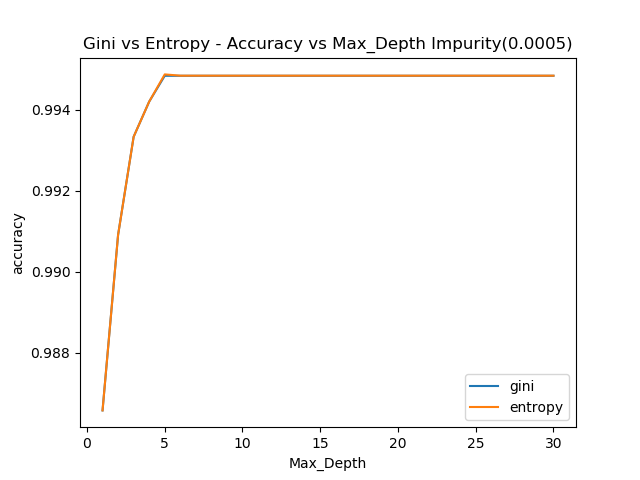 Gini vs Entropy - Accuracy vs Max_Depth Impurity(0.0005)
0.994
0.992
0.990
0.988
accuracy
gini
entropy
0 5 10 15 20 25 30
Max_Depth